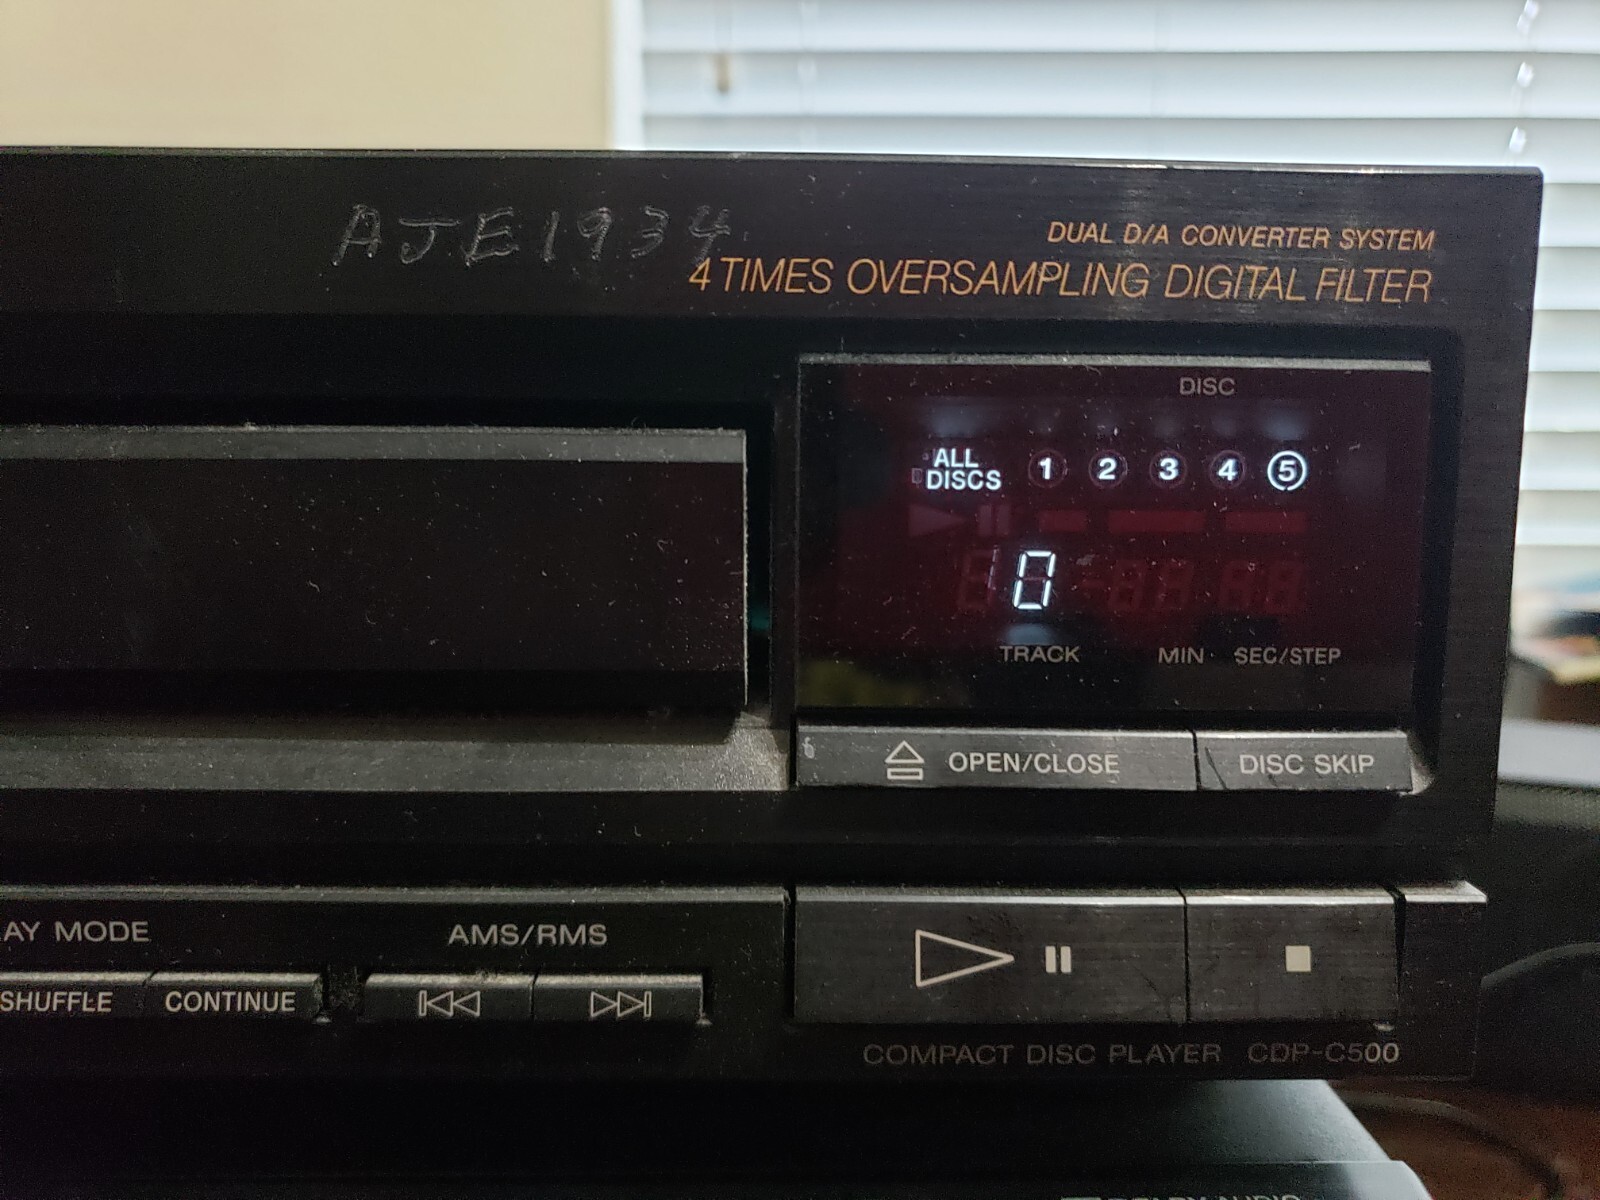 AJE1934
DUAL D/A CONVERTER SYSTEM
4 TIMES OVERSAMPLING DIGITAL FILTER
DISC
ALL DISCS 1 2 3 4 5
0
TRACK MIN SEC/STEP
OPEN/CLOSE DISC SKIP
AY MODE AMS/RMS
SHUFFLE CONTINUE
COMPACT DISC PLAYER CDP-C500